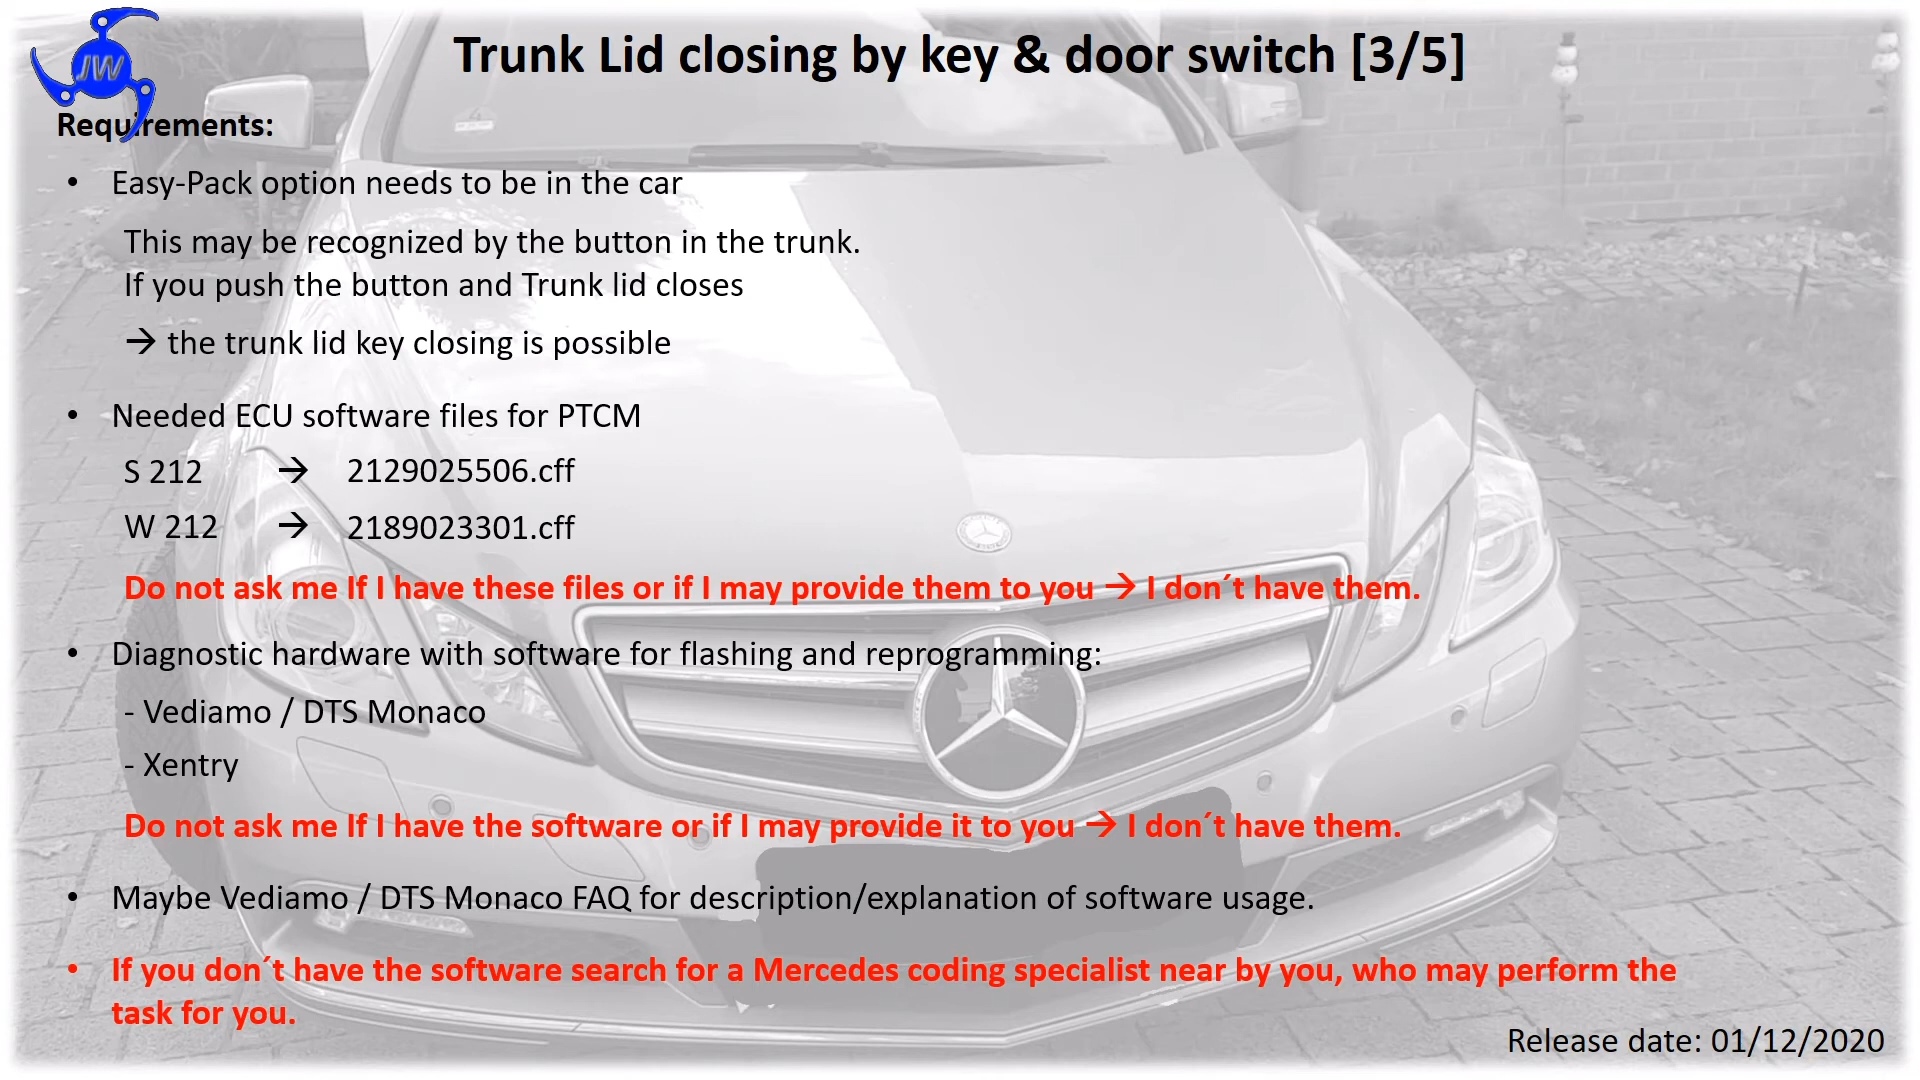 JW
Trunk Lid closing by key & door switch [3/5]
Requirements:
• Easy-Pack option needs to be in the car
This may be recognized by the button in the trunk.
If you push the button and Trunk lid closes
→ the trunk lid key closing is possible
• Needed ECU software files for PTCM
S 212 → 2129025506.cff
W 212 → 2189023301.cff
Do not ask me If I have these files or if I may provide them to you → I don´t have them.
• Diagnostic hardware with software for flashing and reprogramming:
- Vediamo / DTS Monaco
- Xentry
Do not ask me If I have the software or if I may provide it to you → I don´t have them.
• Maybe Vediamo / DTS Monaco FAQ for description/explanation of software usage.
• If you don´t have the software search for a Mercedes coding specialist near by you, who may perform the
task for you.
Release date: 01/12/2020